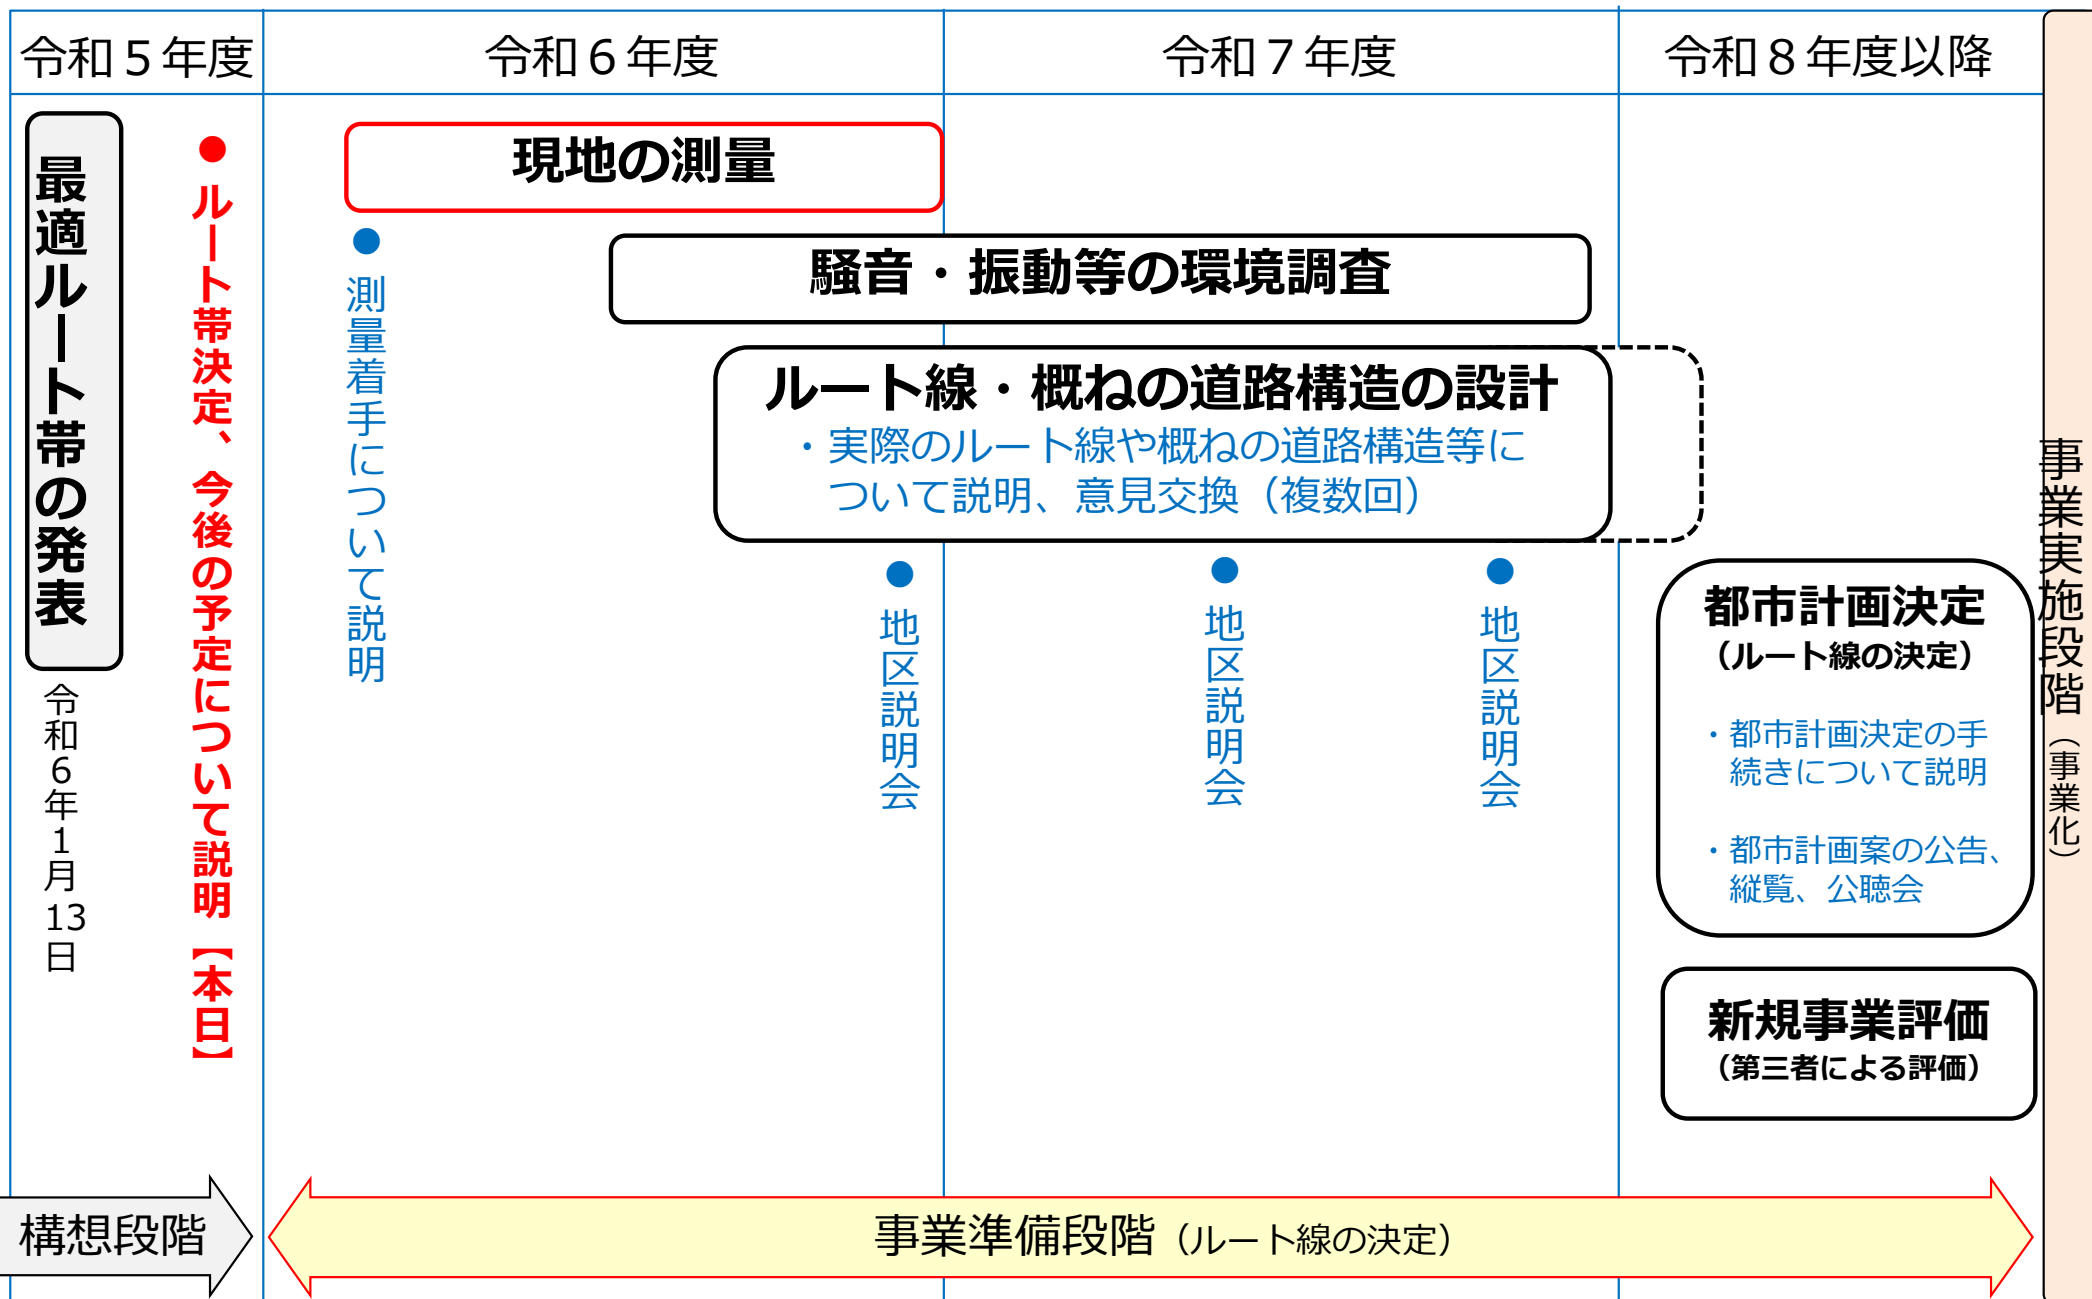 令和５年度
令和６年度
令和７年度
令和８年度以降
最適ルート帯の発表
令和６年１月13日
● ルート帯決定、今後の予定について説明【本日】
現地の測量
● 測量着手について説明
騒音・振動等の環境調査
ルート線・概ねの道路構造の設計
・実際のルート線や概ねの道路構造等に
ついて説明、意見交換（複数回）
● 地区説明会
● 地区説明会
● 地区説明会
都市計画決定
（ルート線の決定）
・都市計画決定の手
続きについて説明
・都市計画案の公告、
縦覧、公聴会
新規事業評価
（第三者による評価）
事業実施段階（事業化）
構想段階
事業準備段階（ルート線の決定）